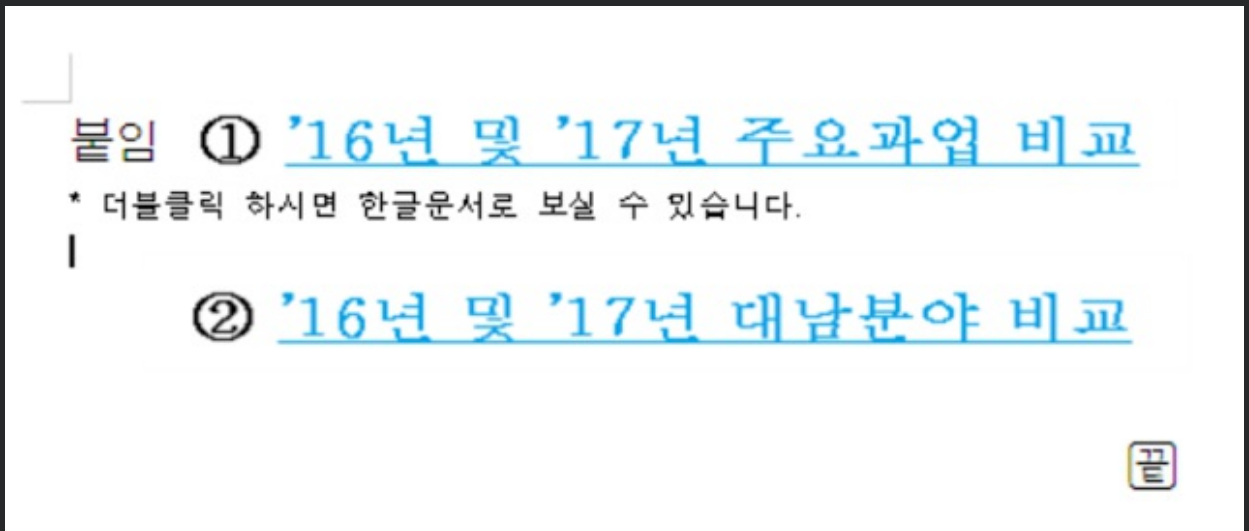 붙임 ① ’16년 및 ’17년 주요과업 비교
* 더블클릭 하시면 한글문서로 보실 수 있습니다.
② ’16년 및 ’17년 대남분야 비교
끝